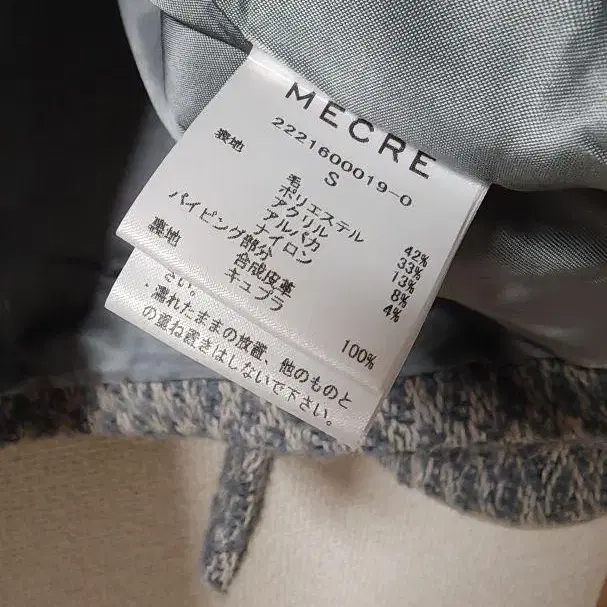 MECRE
2221600019-0
S
表地
毛 42%
ポリエステル 33%
アクリル 13%
アルパカ 8%
ナイロン 4%
パイピング部分
合成皮革
裏地
キュプラ 100%
さい。
・濡れたままの放置、他のものと
の重ね置きはしないで下さい。